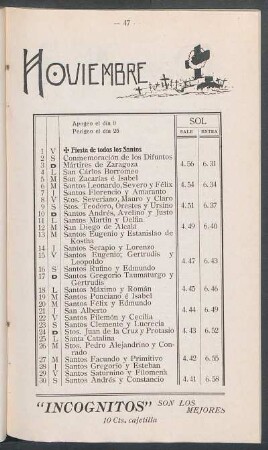 — 47
NOVIEMBRE
Apogeo el día 9
Perigeo el día 25
SOL
SALE ENTRA
1 V ✠ Fiesta de todos los Santos
2 S Conmemoración de los Difuntos
3 D Mártires de Zaragoza 4.56 6.31
4 L San Carlos Borromeo
5 M San Zacarías é Isabel
6 M Santos Leonardo, Severo y Félix 4.54 6.34
7 J Santos Florencio y Amaranto
8 V Stos. Severiano, Mauro y Claro
9 S Stos. Teodoro, Orestes y Ursino 4.51 6.37
10 D Santos Andrés, Avelino y Justo
11 L Santos Martín y Delfín
12 M San Diego de Alcalá 4.49 6.40
13 M Santos Eugenio y Estanislao de
Kostka
14 J Santos Serapio y Lorenzo
15 V Santos Eugenio; Gertrudis y
Leopoldo 4.47 6.43
16 S Santos Rufino y Edmundo
17 D Santos Gregorio Taumaturgo y
Gertrudis
18 L Santos Máximo y Román 4.45 6.46
19 M Santos Ponciano é Isabel
20 M Santos Félix y Edmundo
21 J San Alberto 4.44 6.49
22 V Santos Filemón y Cecilia
23 S Santos Clemente y Lucrecia
24 D Stos. Juan de la Cruz y Protasio 4.43 6.52
25 L Santa Catalina
26 M Stos. Pedro Alejandrino y Con-
rado
27 M Santos Facundo y Primitivo 4.42 6.55
28 J Santos Gregorio y Esteban
29 V Santos Saturnino y Filomena
30 S Santos Andrés y Constancio 4.41 6.58
"INCOGNITOS" SON LOS
MEJORES
10 Cts. cajetilla